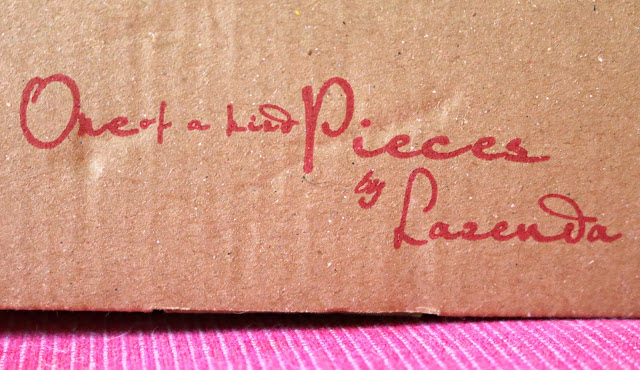 One of a kind Pieces
by Lazenda